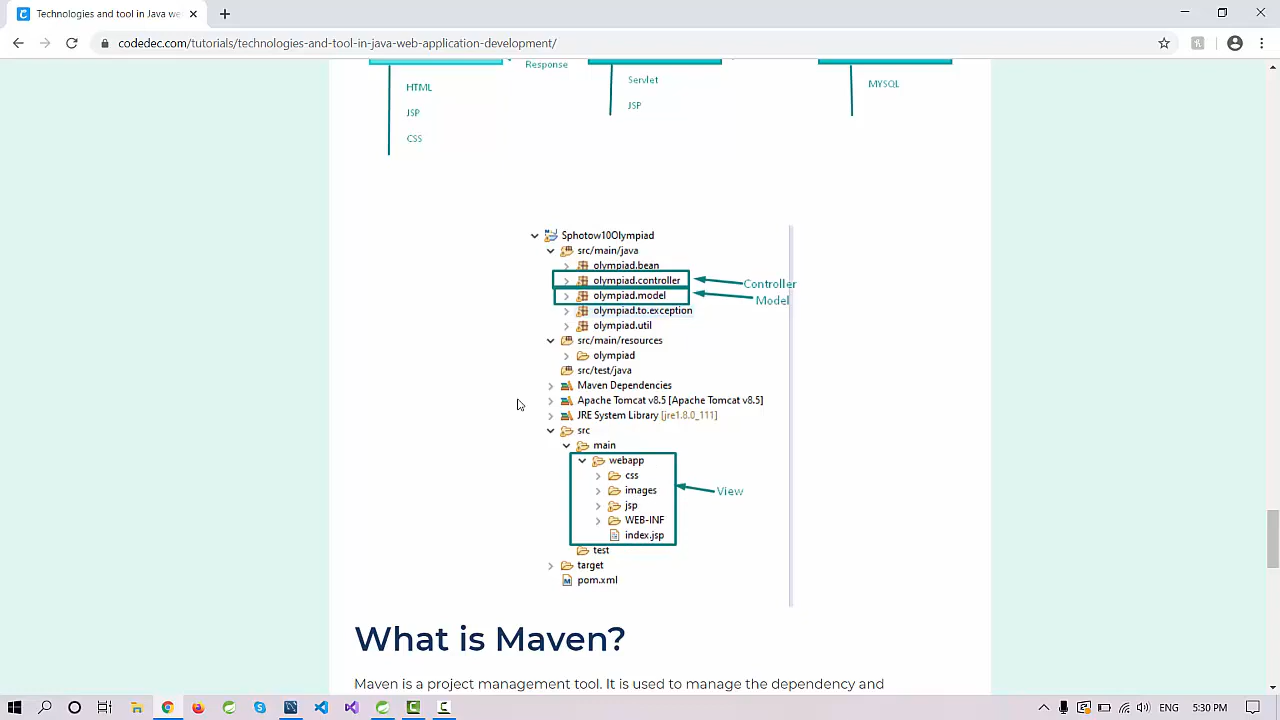 Technologies and tool in java we
codedec.com/tutorials/technologies-and-tool-in-java-web-application-development/
Response
HTML
JSP
CSS
Servlet
JSP
MYSQL
Sphotow10Olympiad
src/main/java
olympiad.bean
olympiad.controller
Controller
olympiad.model
Model
olympiad.to.exception
olympiad.util
src/main/resources
olympiad
src/test/java
Maven Dependencies
Apache Tomcat v8.5 [Apache Tomcat v8.5]
JRE System Library [jre1.8.0_111]
src
main
webapp
css
images
View
jsp
WEB-INF
index.jsp
test
target
pom.xml
What is Maven?
Maven is a project management tool. It is used to manage the dependency and
ENG
5:30 PM